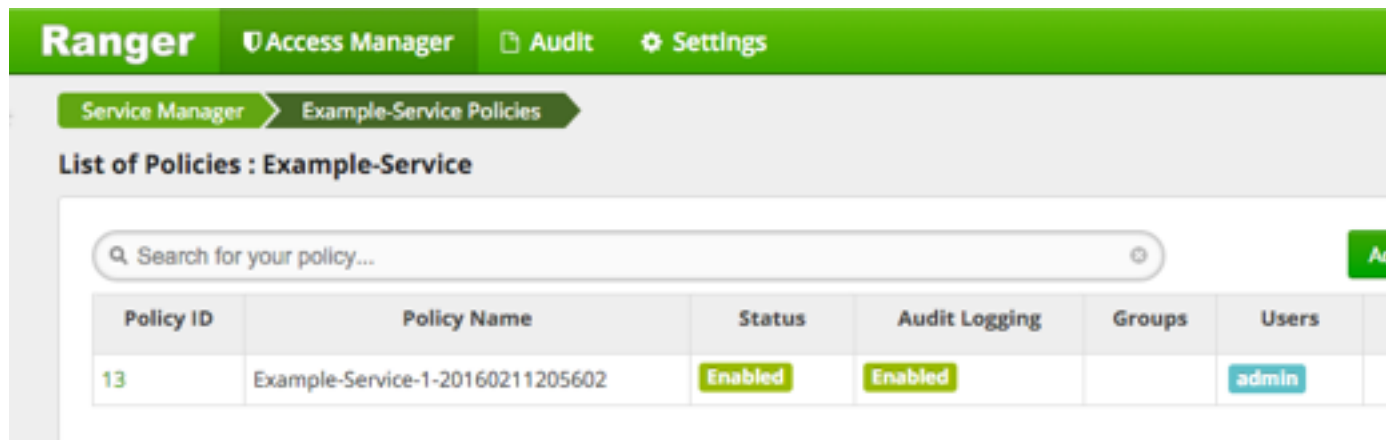 Ranger Access Manager Audit Settings
Service Manager Example-Service Policies
List of Policies : Example-Service
Search for your policy...
Policy ID Policy Name Status Audit Logging Groups Users
13 Example-Service-1-20160211205602 Enabled Enabled admin